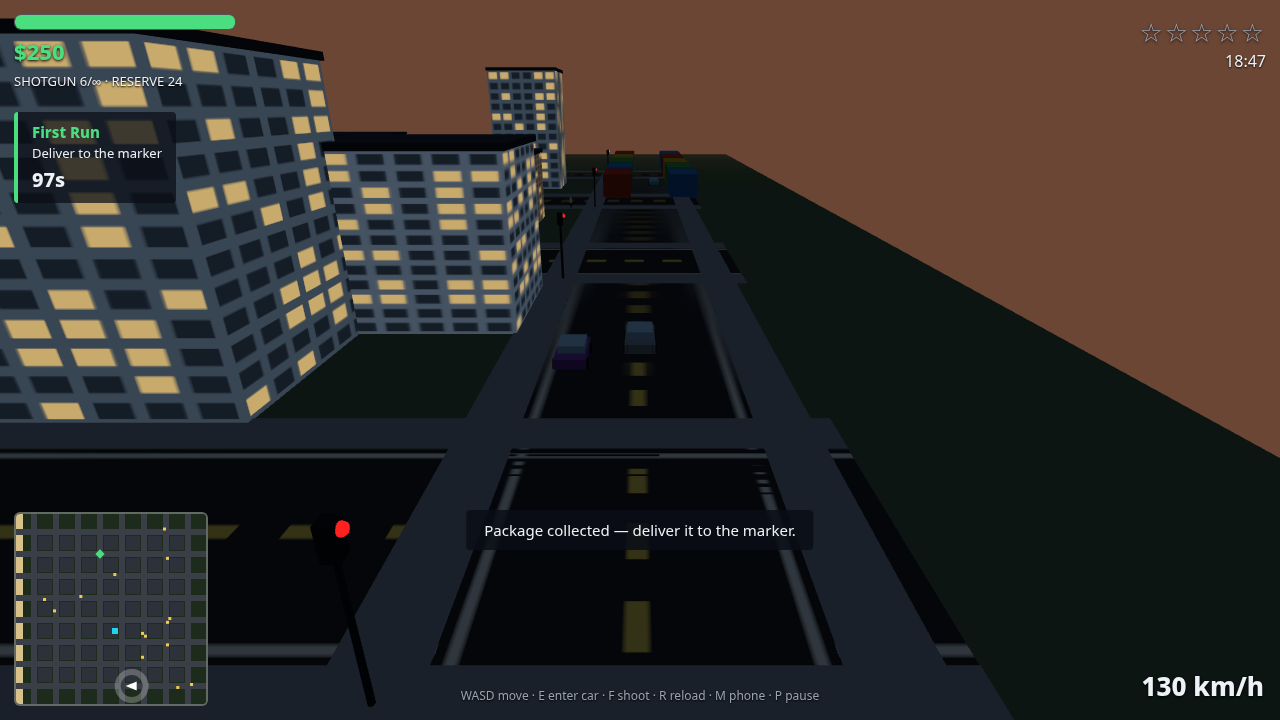 $250
☆☆☆☆☆
SHOTGUN 6/∞ · RESERVE 24
18:47
First Run
Deliver to the marker
97s
Package collected — deliver it to the marker.
WASD move · E enter car · F shoot · R reload · M phone · P pause
130 km/h